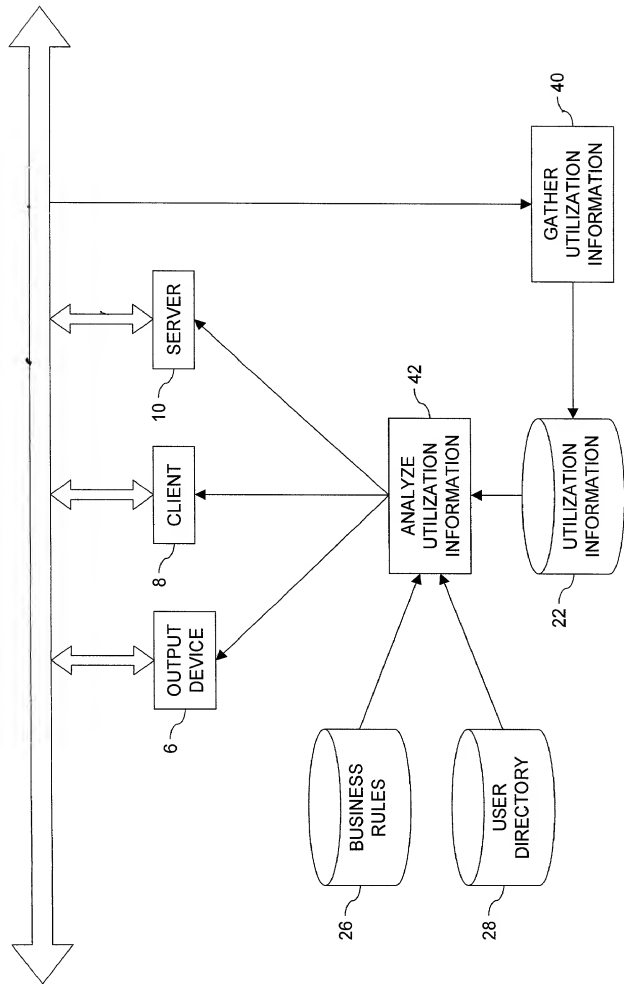 OUTPUT
DEVICE
6
CLIENT
8
SERVER
10
BUSINESS
RULES
26
USER
DIRECTORY
28
ANALYZE
UTILIZATION
INFORMATION
42
UTILIZATION
INFORMATION
22
GATHER
UTILIZATION
INFORMATION
40